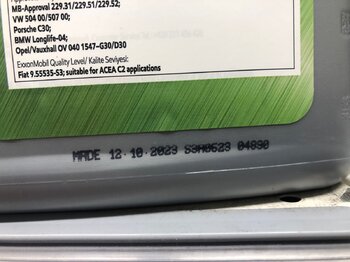 MB-Approval 229.31/229.51/229.52;
VW 504 00/507 00;
Porsche C30;
BMW Longlife-04;
Opel/Vauxhall OV 040 1547–G30/D30
ExxonMobil Quality Level/ Kalite Seviyesi:
Fiat 9.55535-S3; suitable for ACEA C2 applications
MADE 12.10.2023 S3M0623 04890